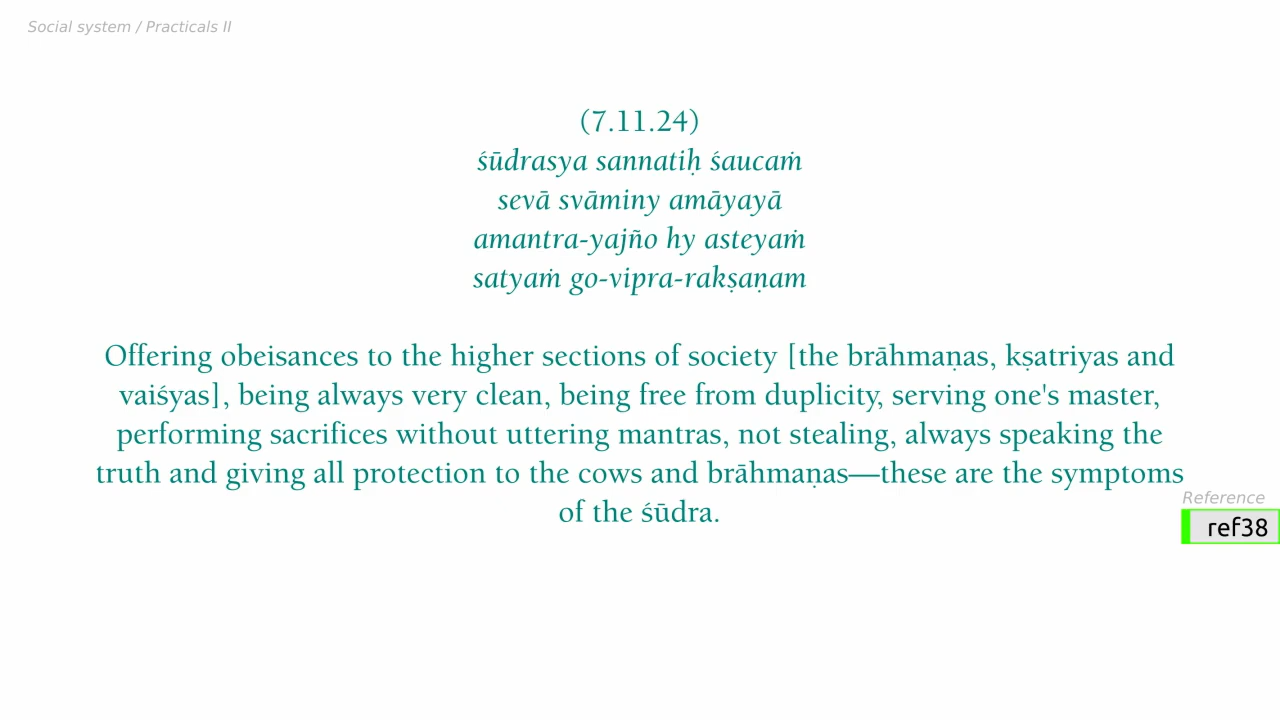 Social system / Practicals II
(7.11.24)
śūdrasya sannatiḥ śaucaṁ
sevā svāminy amāyayā
amantra-yajño hy asteyaṁ
satyaṁ go-vipra-rakṣaṇam
Offering obeisances to the higher sections of society [the brāhmaṇas, kṣatriyas and
vaiśyas], being always very clean, being free from duplicity, serving one's master,
performing sacrifices without uttering mantras, not stealing, always speaking the
truth and giving all protection to the cows and brāhmaṇas—these are the symptoms
of the śūdra.
Reference
ref38